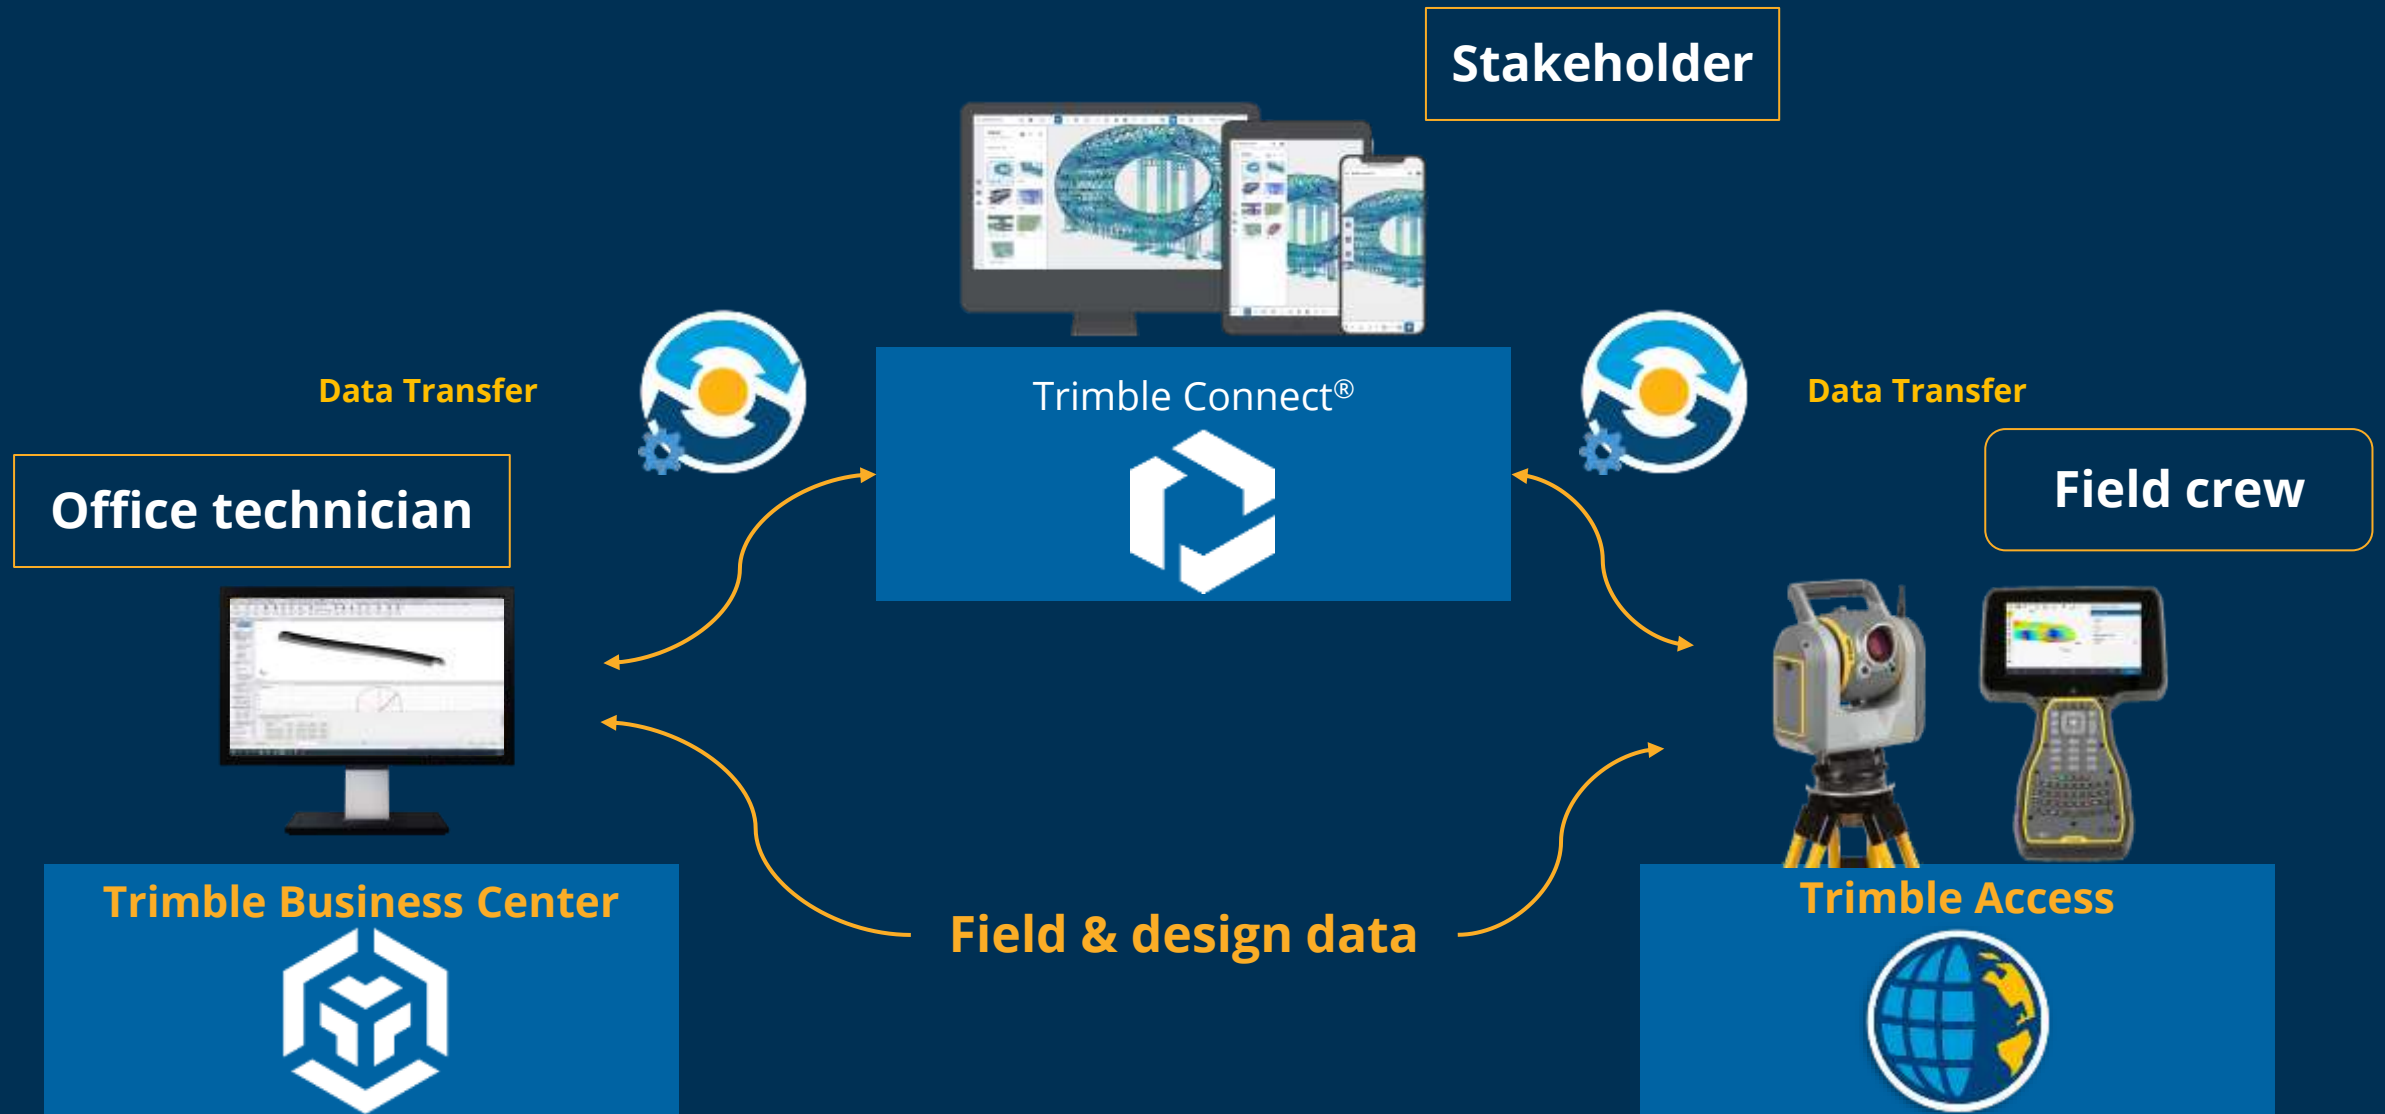 Stakeholder
Trimble Connect®
Data Transfer
Data Transfer
Office technician
Field crew
Trimble Business Center
Trimble Access
Field & design data